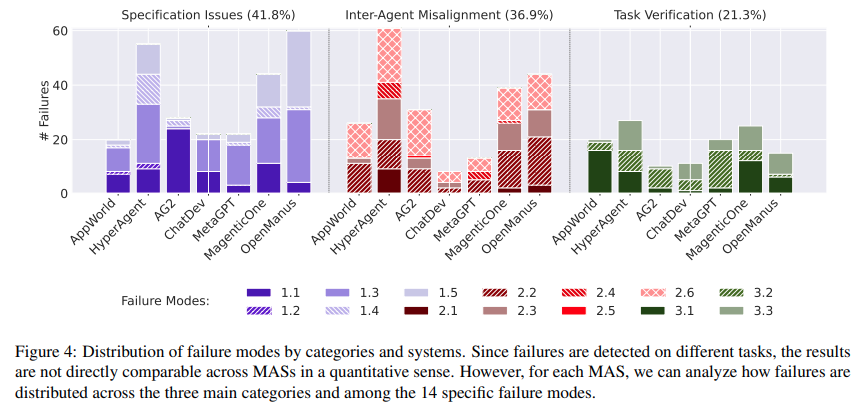 Specification Issues (41.8%) Inter-Agent Misalignment (36.9%) Task Verification (21.3%)
60
40
20
0
# Failures
AppWorld HyperAgent AG2 ChatDev MetaGPT MagenticOne OpenManus AppWorld HyperAgent AG2 ChatDev MetaGPT MagenticOne OpenManus AppWorld HyperAgent AG2 ChatDev MetaGPT MagenticOne OpenManus
Failure Modes:
1.1 1.3 1.5 2.2 2.4 2.6 3.2
1.2 1.4 2.1 2.3 2.5 3.1 3.3
Figure 4: Distribution of failure modes by categories and systems. Since failures are detected on different tasks, the results
are not directly comparable across MASs in a quantitative sense. However, for each MAS, we can analyze how failures are
distributed across the three main categories and among the 14 specific failure modes.